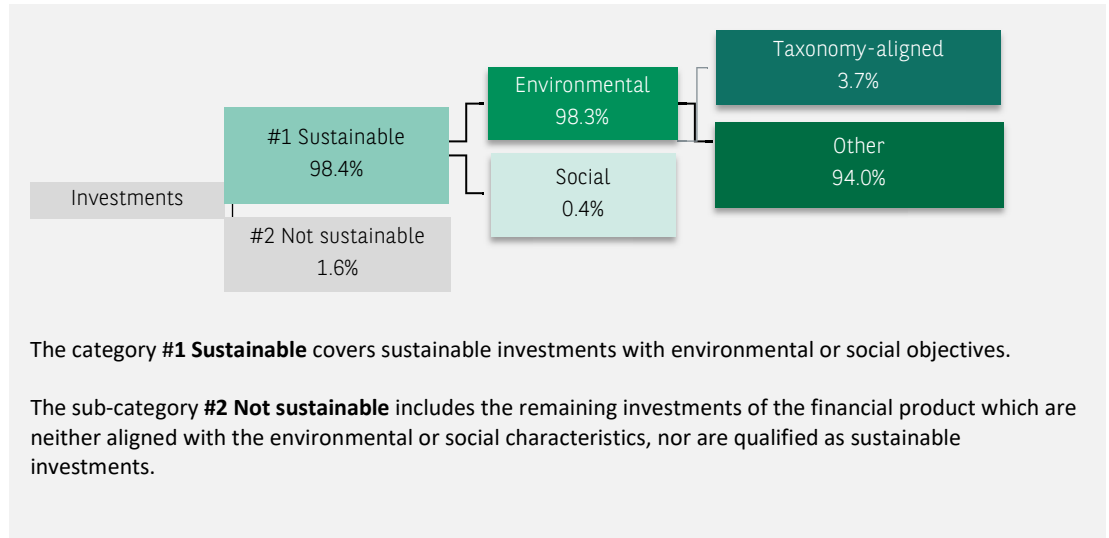 Taxonomy-aligned
3.7%
Environmental
98.3%
#1 Sustainable
98.4%
Other
94.0%
Social
0.4%
Investments
#2 Not sustainable
1.6%
The category #1 Sustainable covers sustainable investments with environmental or social objectives.
The sub-category #2 Not sustainable includes the remaining investments of the financial product which are
neither aligned with the environmental or social characteristics, nor are qualified as sustainable
investments.